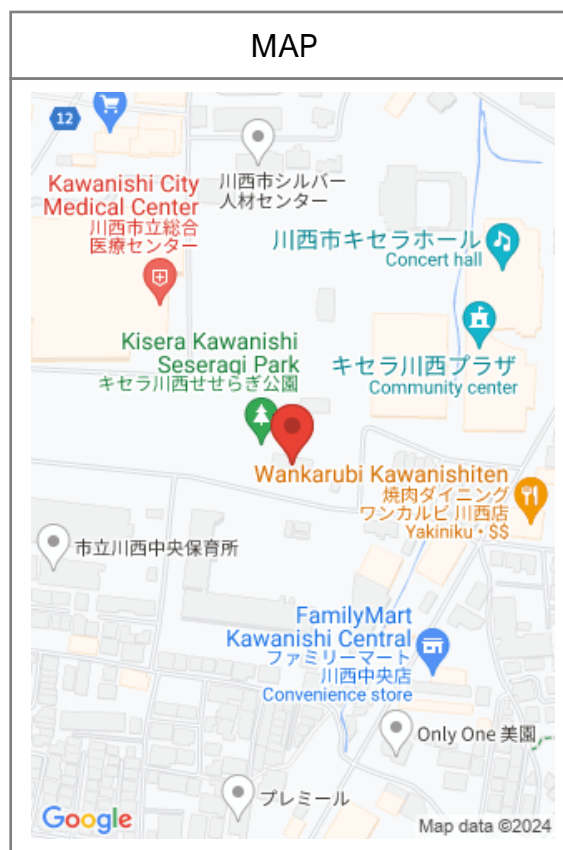 MAP
12
川西市シルバー
人材センター
Kawanishi City
Medical Center
川西市立総合
医療センター
川西市キセラホール
Concert hall
Kisera Kawanishi
Seseragi Park
キセラ川西せせらぎ公園
キセラ川西プラザ
Community center
Wankarubi Kawanishiten
焼肉ダイニング
ワンカルビ 川西店
Yakiniku・$$
市立川西中央保育所
FamilyMart
Kawanishi Central
ファミリーマート
川西中央店
Convenience store
Only One 美園
プレミール
Google
Map data ©2024